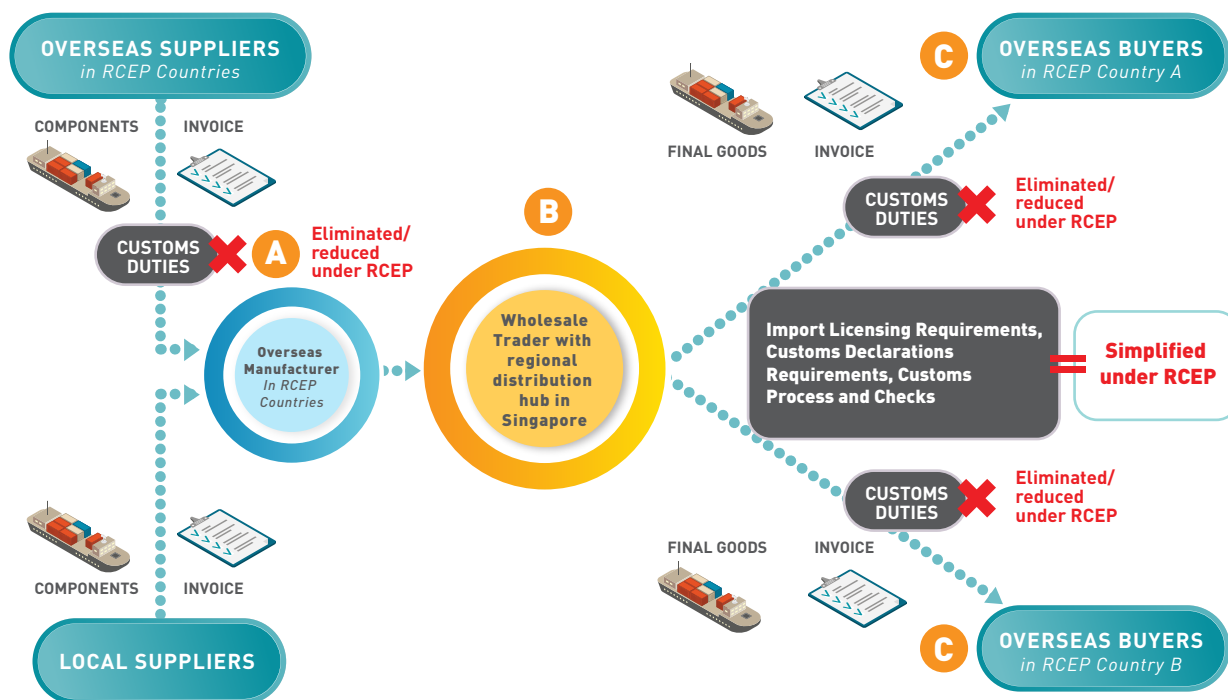 OVERSEAS SUPPLIERS
in RCEP Countries
COMPONENTS
INVOICE
CUSTOMS
DUTIES
A
Eliminated/
reduced
under RCEP
Overseas
Manufacturer
In RCEP
Countries
COMPONENTS
INVOICE
LOCAL SUPPLIERS
B
Wholesale
Trader with
regional
distribution
hub in
Singapore
C
OVERSEAS BUYERS
in RCEP Country A
FINAL GOODS
INVOICE
CUSTOMS
DUTIES
Eliminated/
reduced
under RCEP
Import Licensing Requirements,
Customs Declarations
Requirements, Customs
Process and Checks
Simplified
under RCEP
CUSTOMS
DUTIES
Eliminated/
reduced
under RCEP
FINAL GOODS
INVOICE
C
OVERSEAS BUYERS
in RCEP Country B